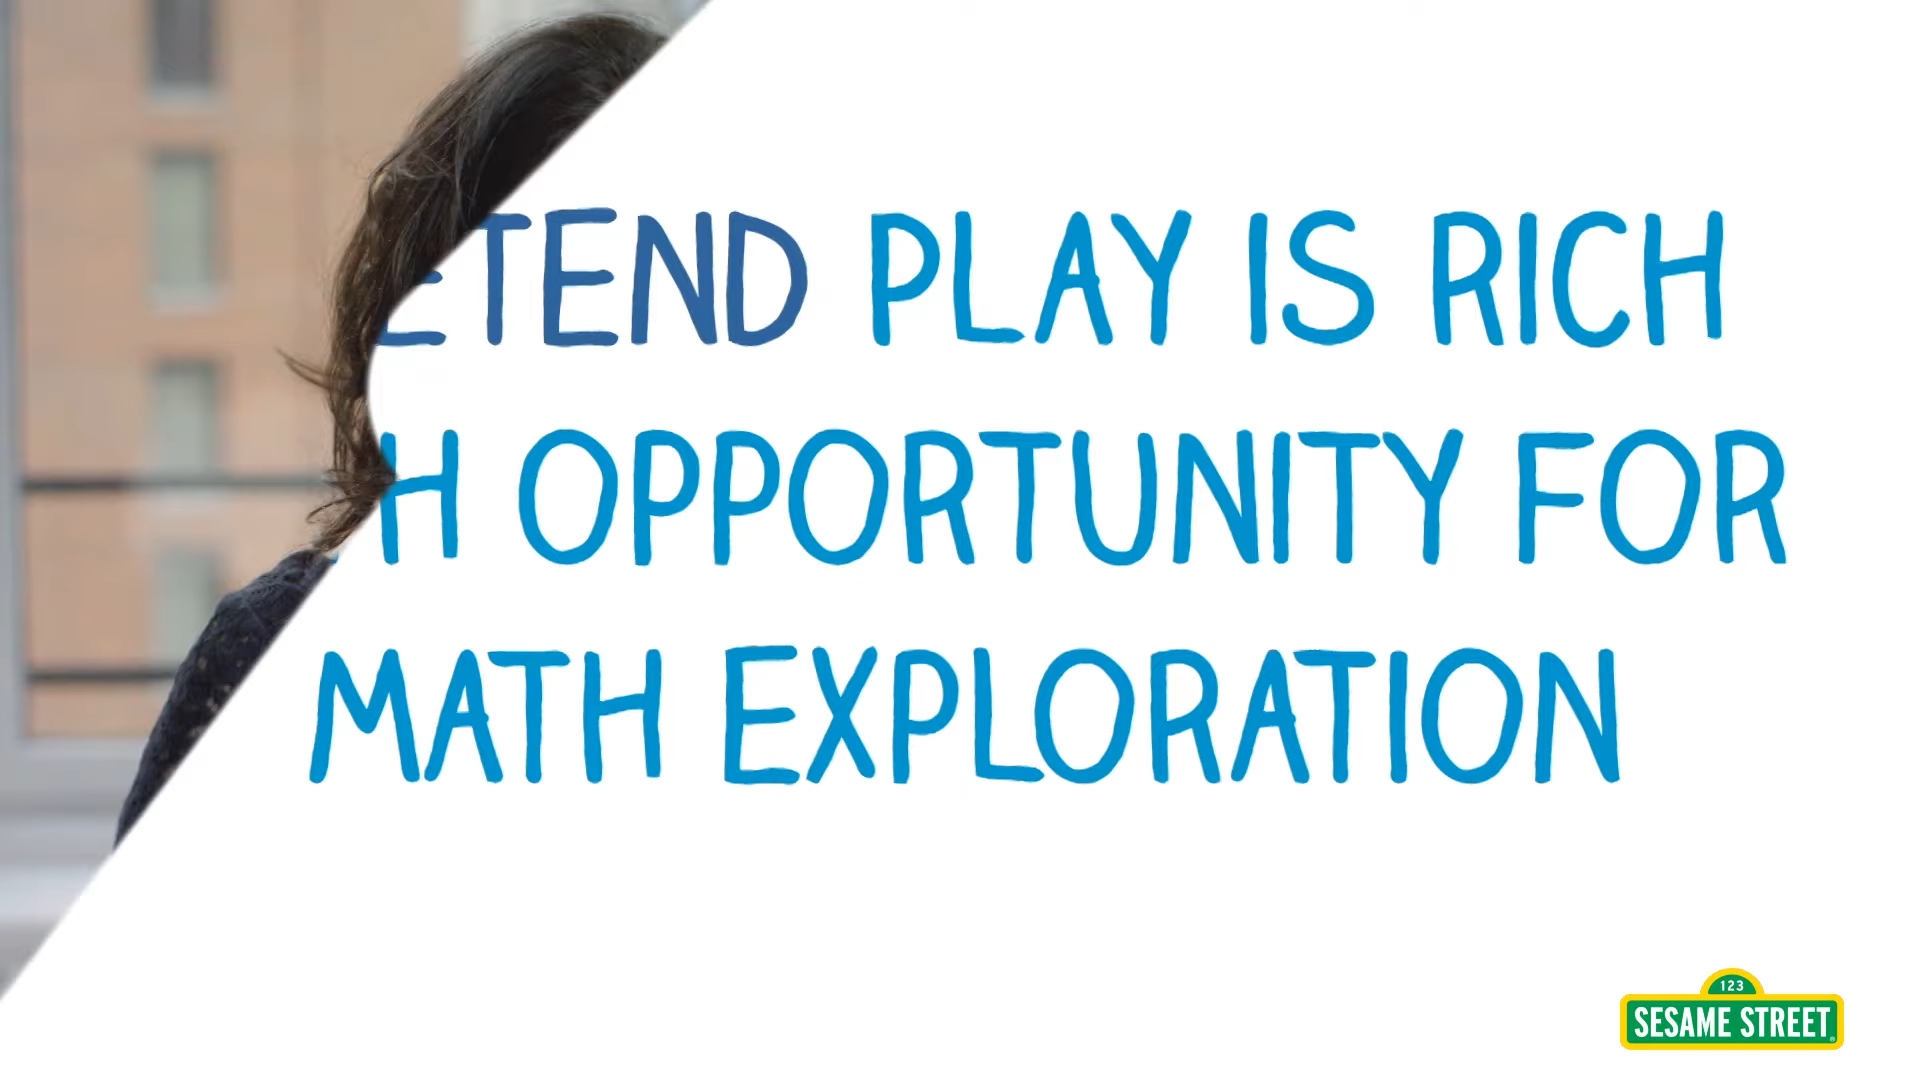 ETEND PLAY IS RICH
H OPPORTUNITY FOR
MATH EXPLORATION
123
SESAME STREET